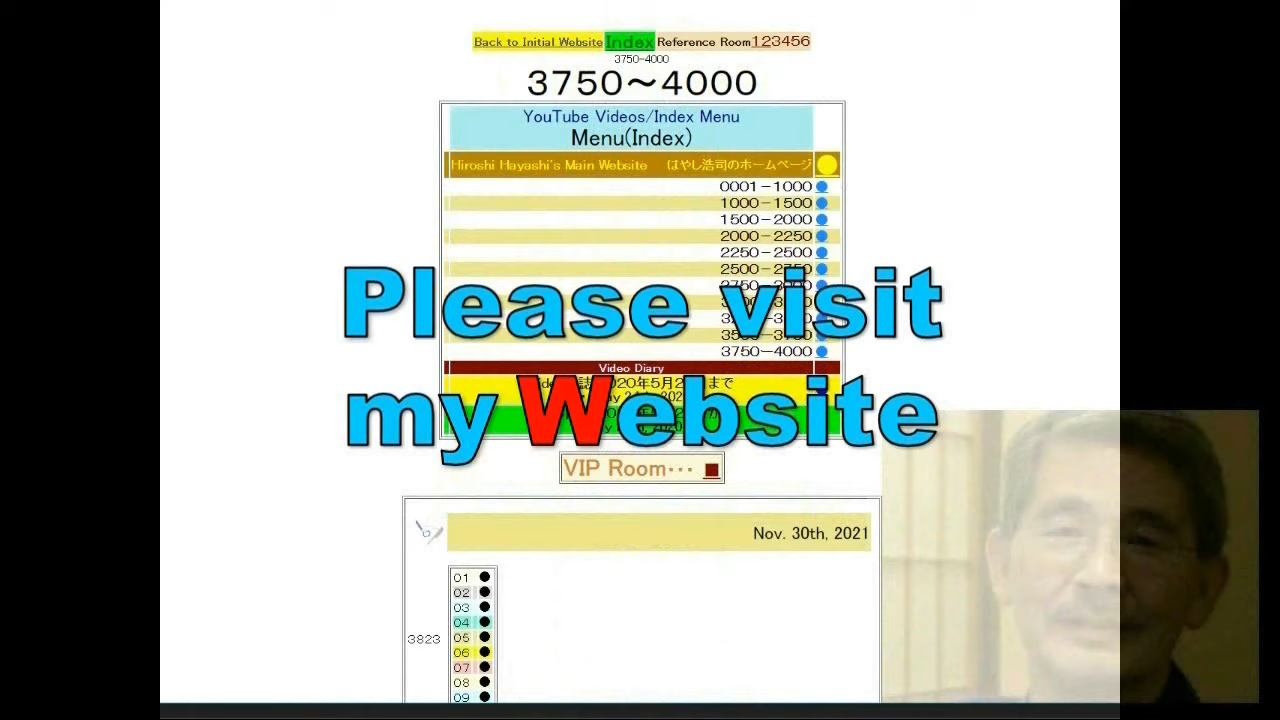 Back to Initial Website Index Reference Room123456
3750-4000
3750～4000
YouTube Videos/Index Menu
Menu(Index)
Hiroshi Hayashi's Main Website はやし浩司のホームページ
0001－1000
1000－1500
1500－2000
2000－2250
2250－2500
2500－2750
3750－4000
Please visit
Video Diary
my Website
VIP Room…
Nov. 30th, 2021
01
02
03
04
3823
05
06
07
08
09